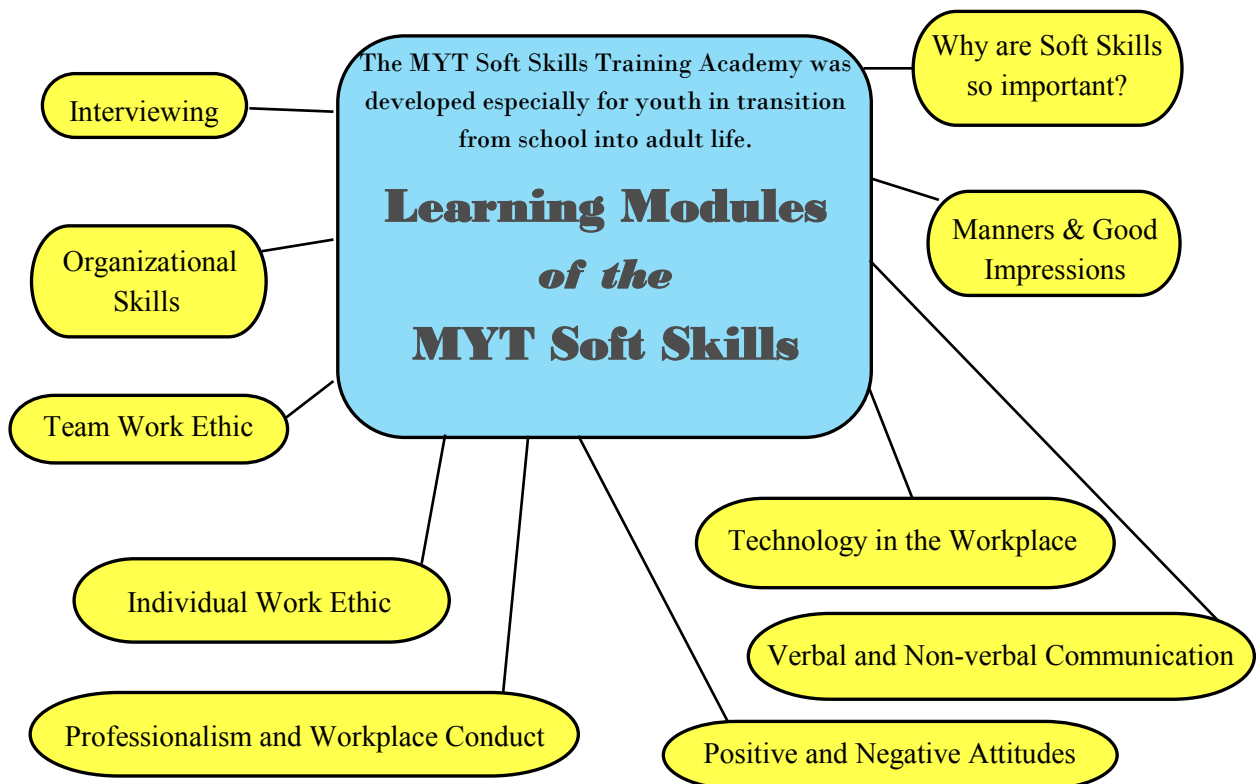 The MYT Soft Skills Training Academy was
developed especially for youth in transition
from school into adult life.
Learning Modules
of the
MYT Soft Skills
Why are Soft Skills
so important?
Manners & Good
Impressions
Technology in the Workplace
Verbal and Non-verbal Communication
Positive and Negative Attitudes
Professionalism and Workplace Conduct
Individual Work Ethic
Team Work Ethic
Organizational
Skills
Interviewing